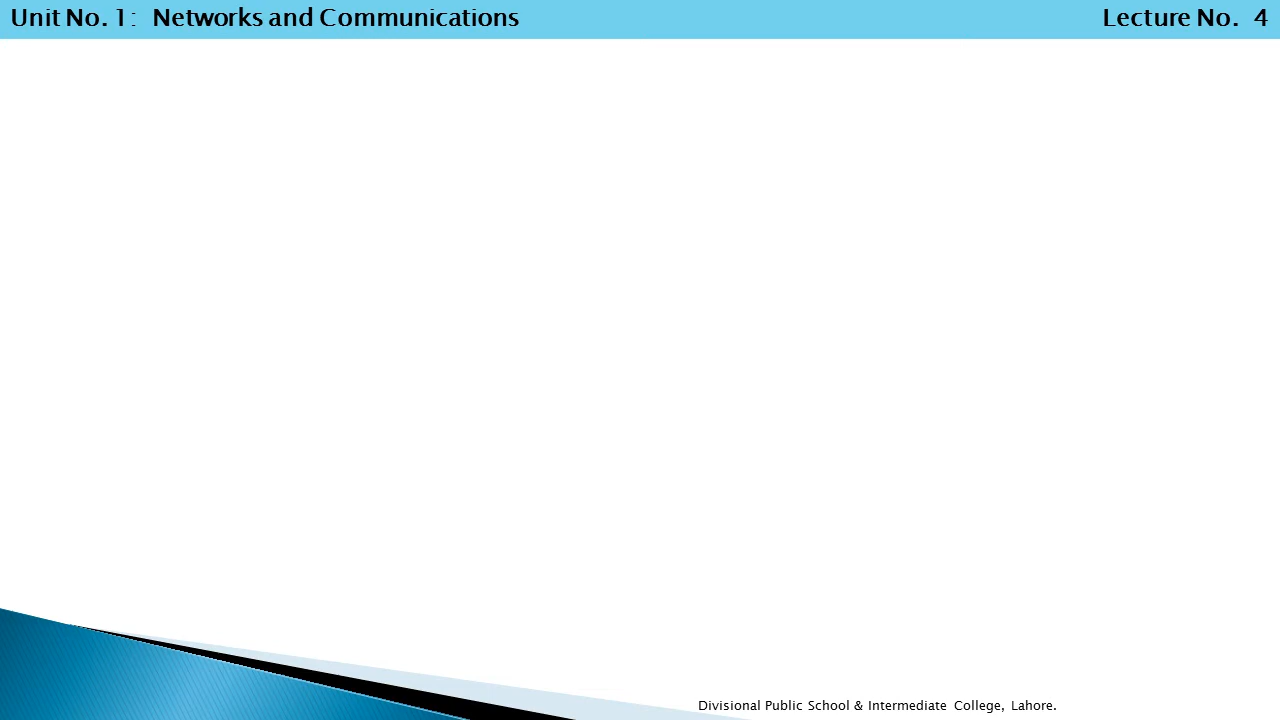 Unit No. 1:  Networks and Communications
Lecture No.  4
Divisional Public School & Intermediate College, Lahore.